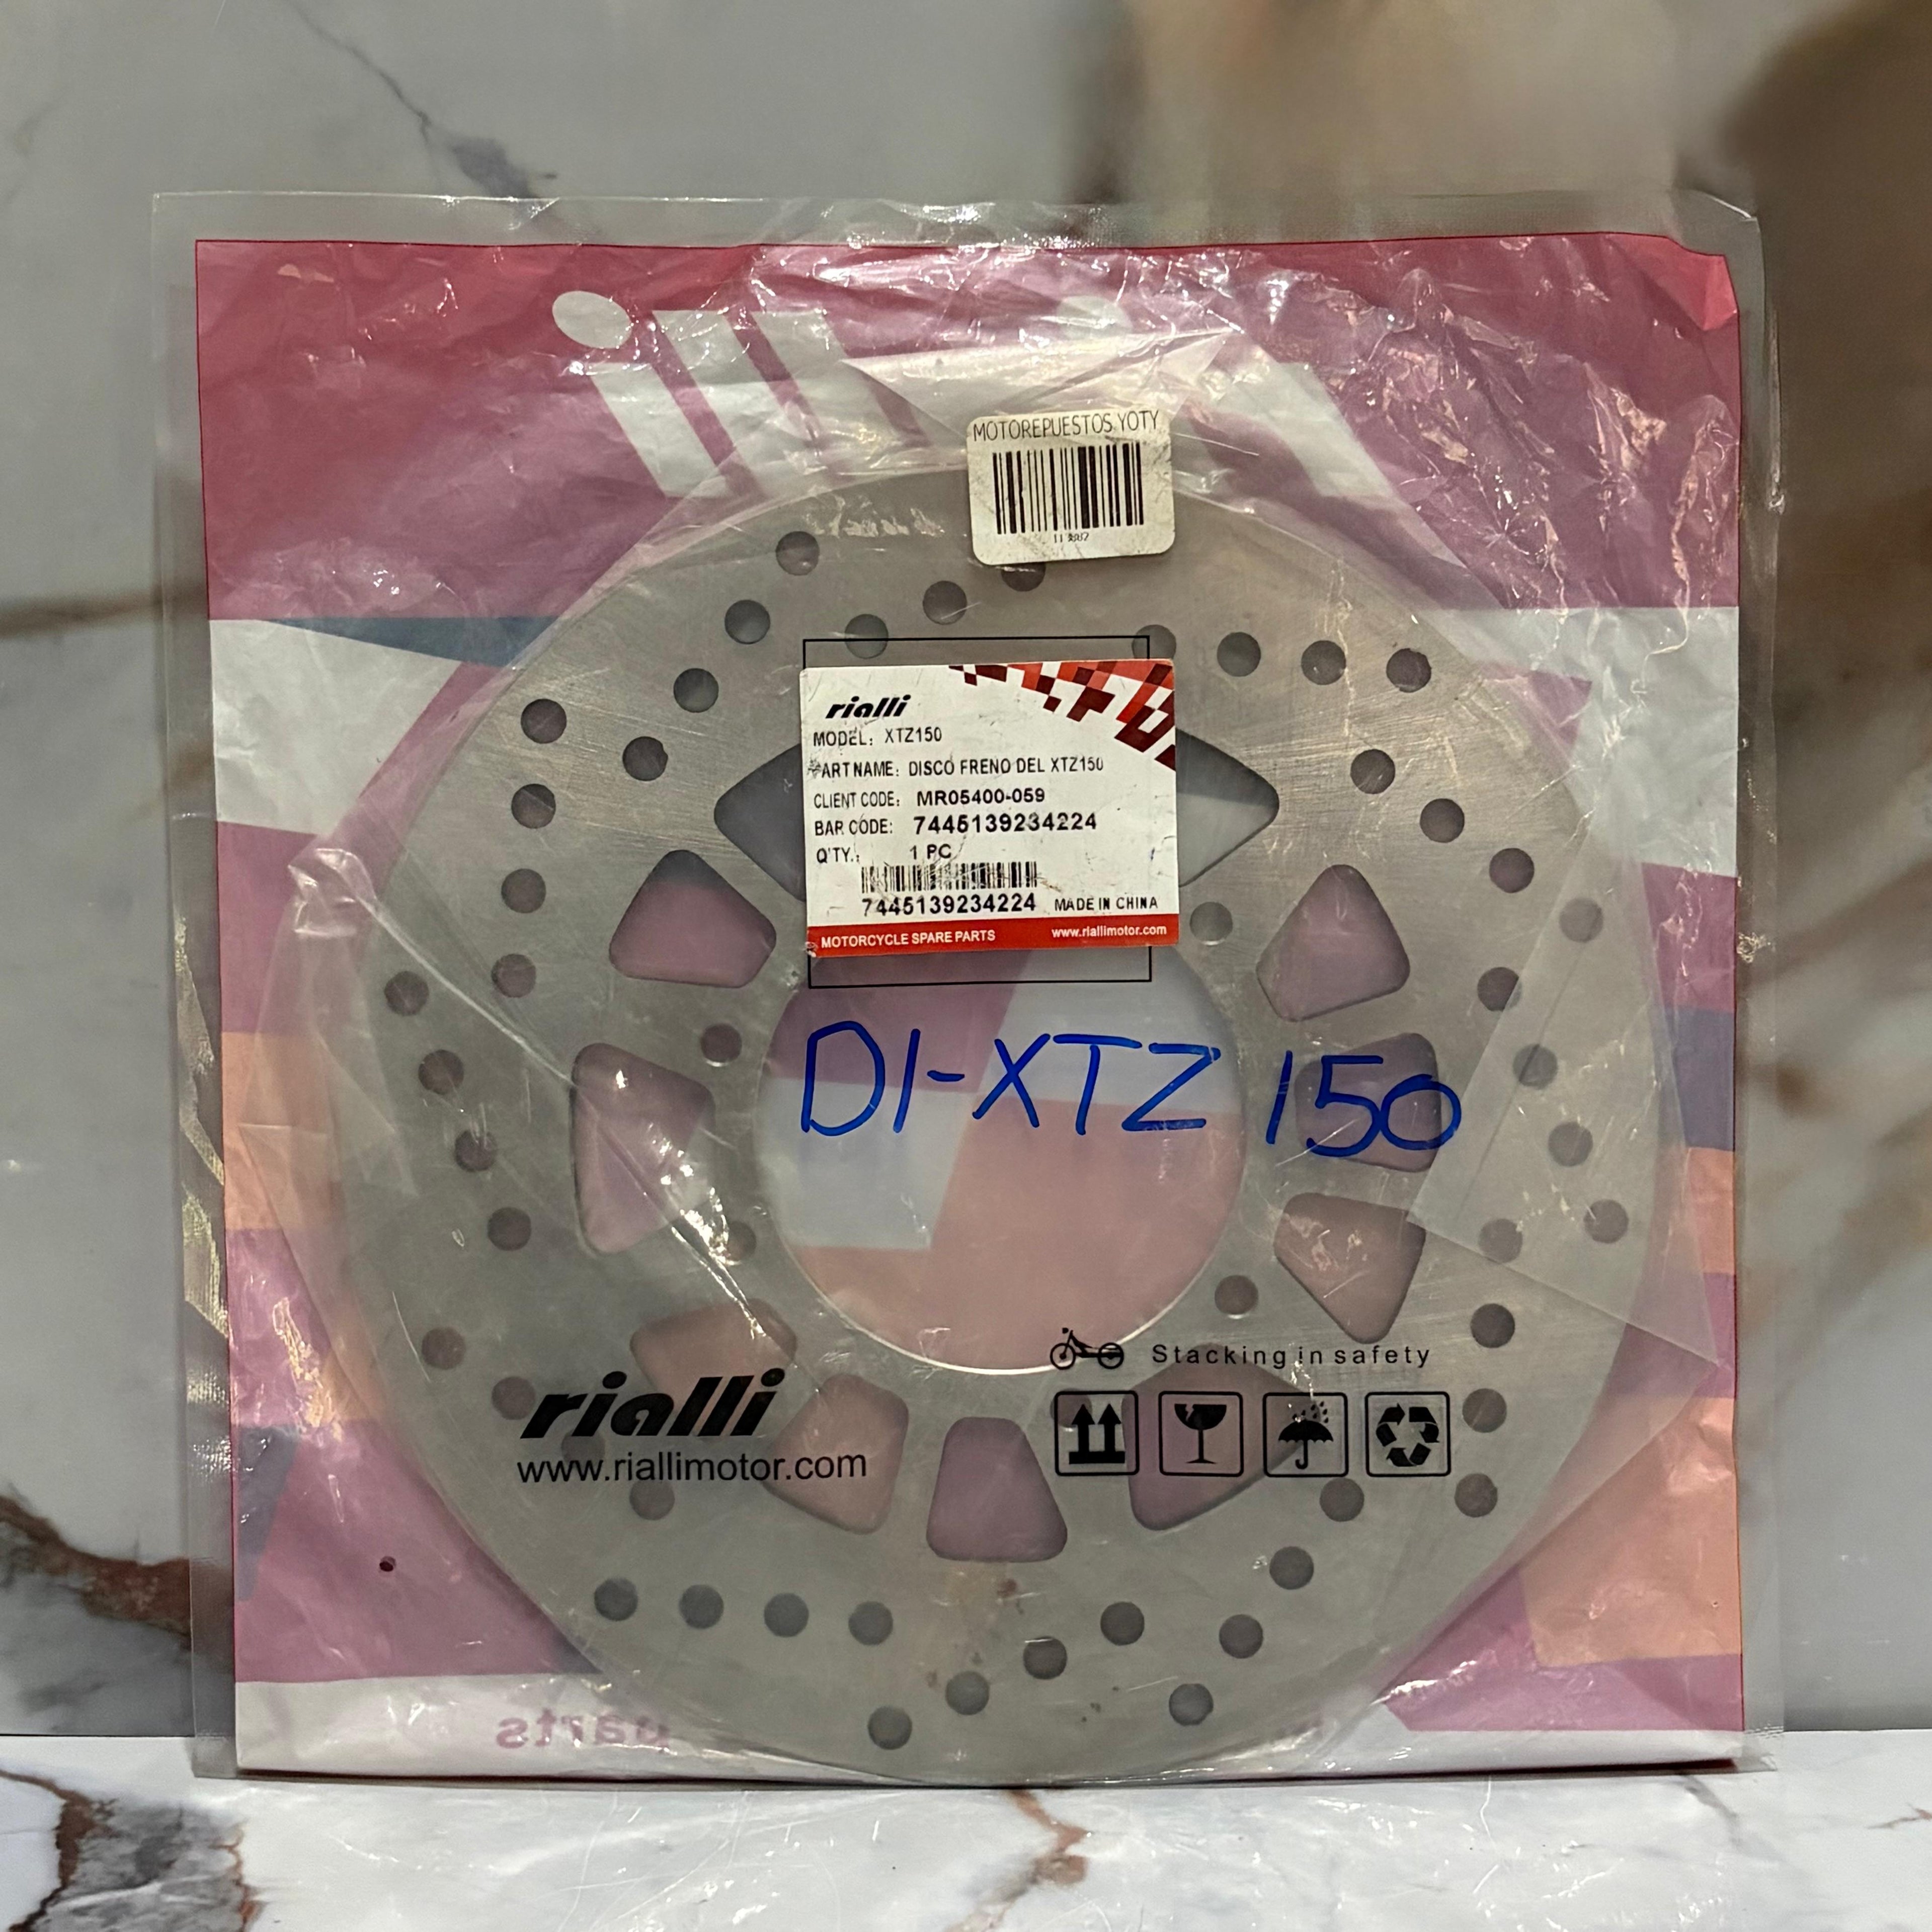 MOTOREPUESTOS YOTY
rialli
MODEL: XTZ150
PART NAME: DISCO FRENO DEL XTZ150
CLIENT CODE: MR05400-059
BAR CODE: 7445139234224
Q'TY.: 1 PC
7445139234224 MADE IN CHINA
MOTORCYCLE SPARE PARTS www.riallimotor.com
DI-XTZ 150
Stacking in safety
rialli
www.riallimotor.com
parts